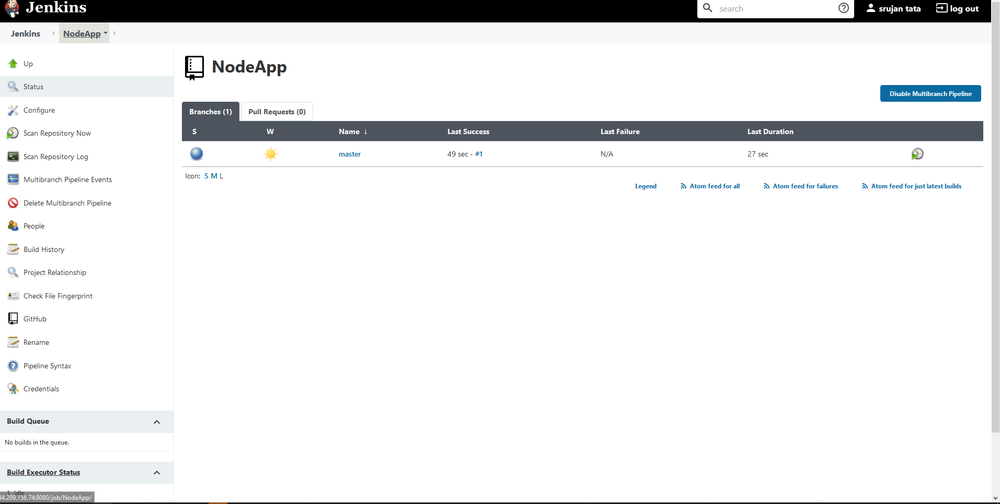 Jenkins
search
srujan tata
log out
Jenkins
NodeApp
Up
Status
Configure
Scan Repository Now
Scan Repository Log
Multibranch Pipeline Events
Delete Multibranch Pipeline
People
Build History
Project Relationship
Check File Fingerprint
GitHub
Rename
Pipeline Syntax
Credentials
Build Queue
No builds in the queue.
Build Executor Status
1 Idle
34.209.156.74:8080/job/NodeApp/
NodeApp
Disable Multibranch Pipeline
Branches (1) Pull Requests (0)
S W Name ↓ Last Success Last Failure Last Duration
master 49 sec - #1 N/A 27 sec
Icon: S M L
Legend Atom feed for all Atom feed for failures Atom feed for just latest builds